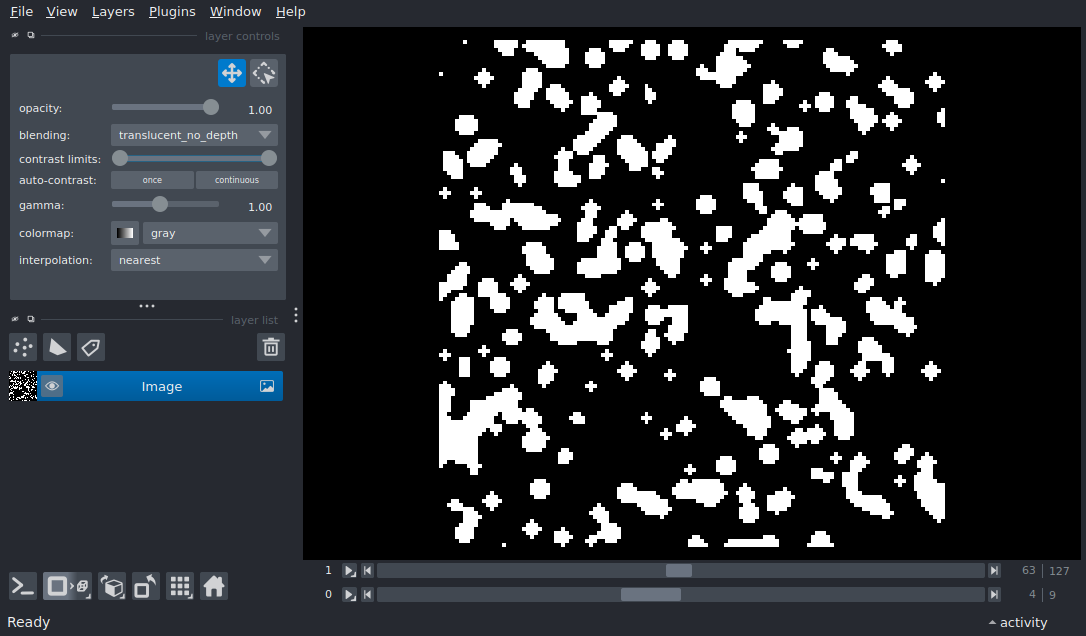 File View Layers Plugins Window Help
layer controls
opacity: 1.00
blending: translucent_no_depth
contrast limits:
auto-contrast: once continuous
gamma: 1.00
colormap: gray
interpolation: nearest
layer list
Image
1 63 127
0 4 9
Ready activity